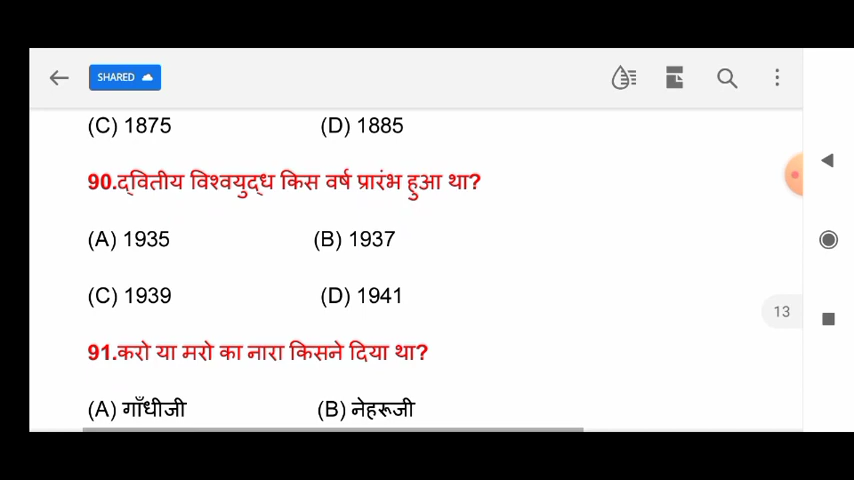 SHARED
(C) 1875 (D) 1885
90.द्वितीय विश्वयुद्ध किस वर्ष प्रारंभ हुआ था?
(A) 1935 (B) 1937
(C) 1939 (D) 1941
13
91.करो या मरो का नारा किसने दिया था?
(A) गाँधीजी (B) नेहरूजी